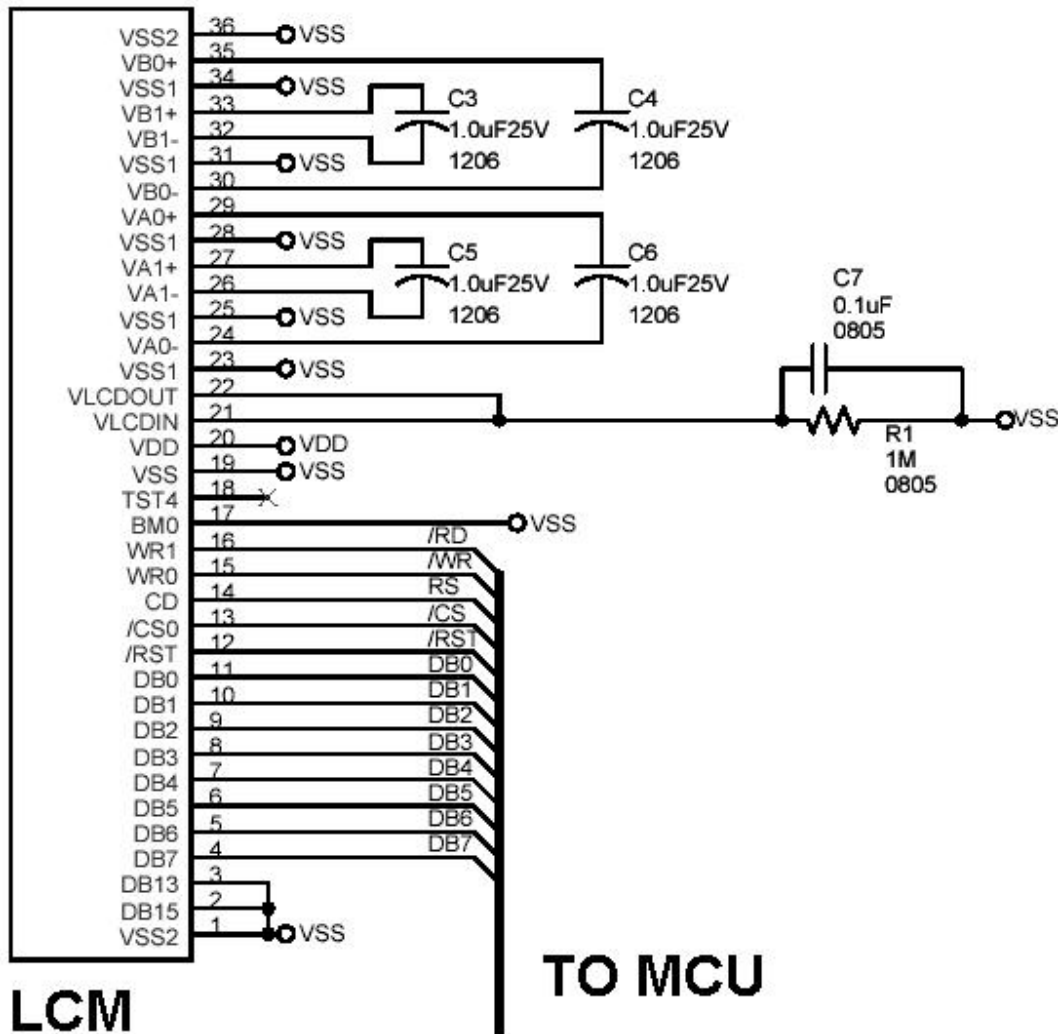 VSS2 36 VSS
VB0+ 35
VSS1 34 VSS
VB1+ 33
VB1- 32
VSS1 31 VSS
VB0- 30
C3
1.0uF25V
1206
C4
1.0uF25V
1206
VA0+ 29
VSS1 28 VSS
VA1+ 27
VA1- 26
VSS1 25 VSS
VA0- 24
C5
1.0uF25V
1206
C6
1.0uF25V
1206
VSS1 23 VSS
VLCDOUT 22
VLCDIN 21
C7
0.1uF
0805
VSS
R1
1M
0805
VDD 20 VDD
VSS 19 VSS
TST4 18
BM0 17 VSS
WR1 16 /RD
WR0 15 /WR
CD 14 RS
/CS0 13 /CS
/RST 12 /RST
DB0 11 DB0
DB1 10 DB1
DB2 9 DB2
DB3 8 DB3
DB4 7 DB4
DB5 6 DB5
DB6 5 DB6
DB7 4 DB7
DB13 3
DB15 2
VSS2 1 VSS
LCM
TO MCU